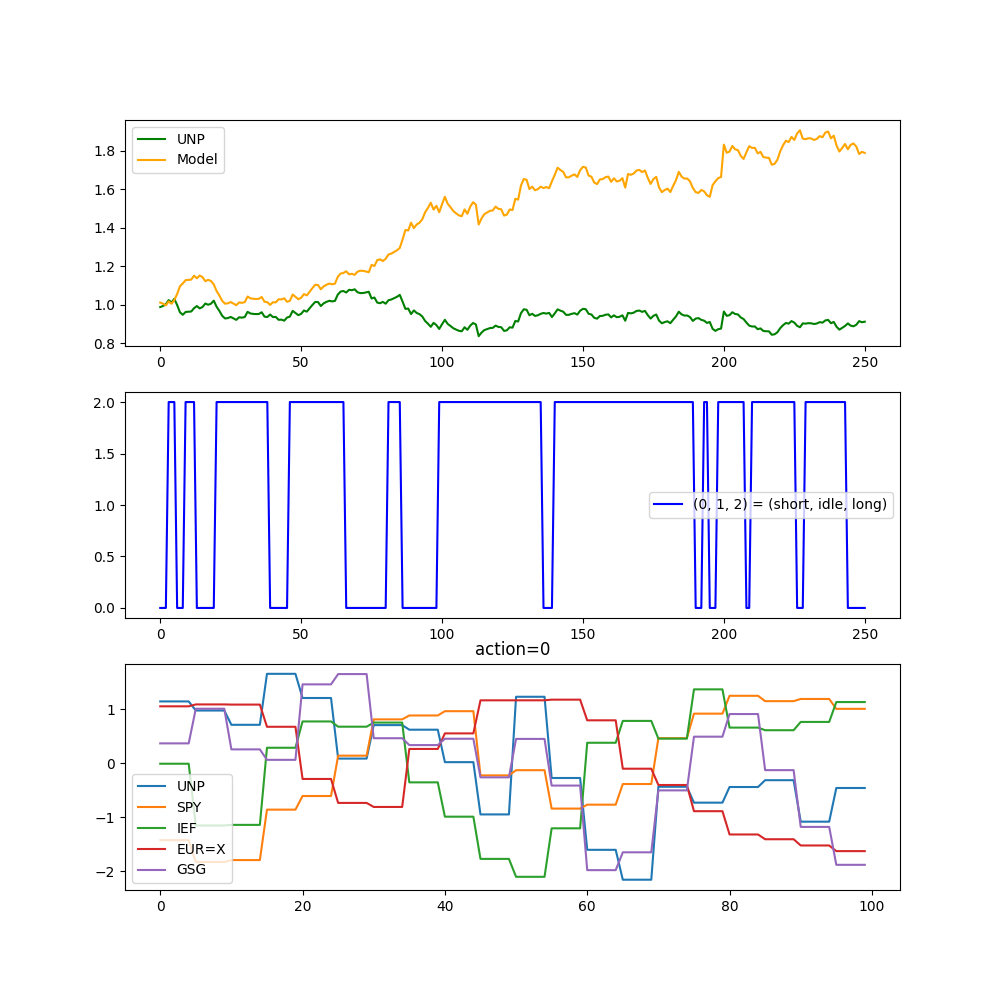 UNP
Model
1.8
1.6
1.4
1.2
1.0
0.8
0 50 100 150 200 250
2.0
1.5
1.0
0.5
0.0
(0, 1, 2) = (short, idle, long)
0 50 100 150 200 250
action=0
1
0
−1
−2
UNP
SPY
IEF
EUR=X
GSG
0 20 40 60 80 100